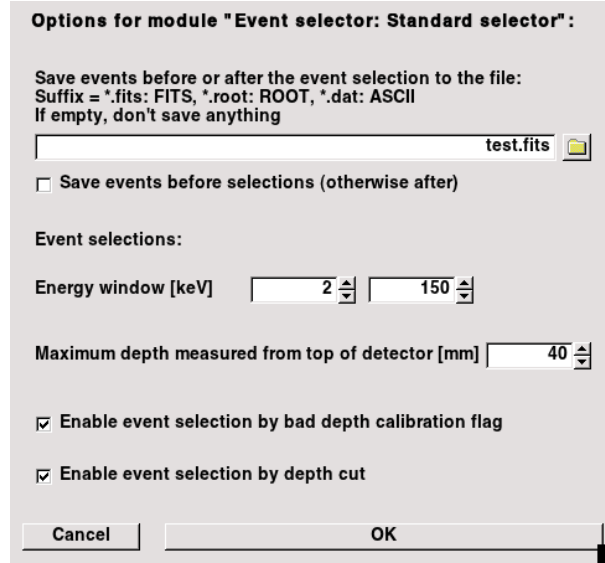 Options for module "Event selector: Standard selector":
Save events before or after the event selection to the file:
Suffix = *.fits: FITS, *.root: ROOT, *.dat: ASCII
If empty, don't save anything
test.fits
Save events before selections (otherwise after)
Event selections:
Energy window [keV] 2 150
Maximum depth measured from top of detector [mm] 40
Enable event selection by bad depth calibration flag
Enable event selection by depth cut
Cancel OK